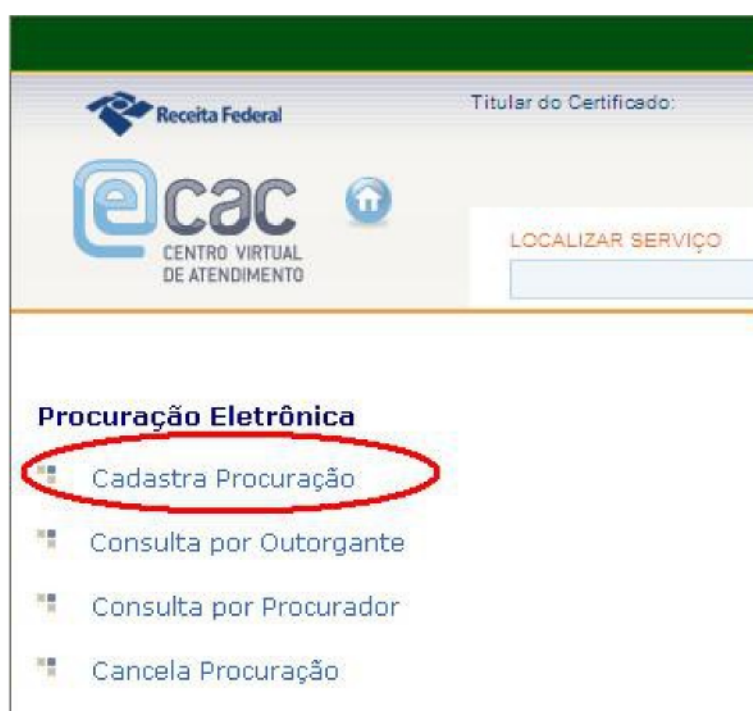 Receita Federal
Titular do Certificado:
ecac
CENTRO VIRTUAL
DE ATENDIMENTO
LOCALIZAR SERVIÇO
Procuração Eletrônica
Cadastra Procuração
Consulta por Outorgante
Consulta por Procurador
Cancela Procuração